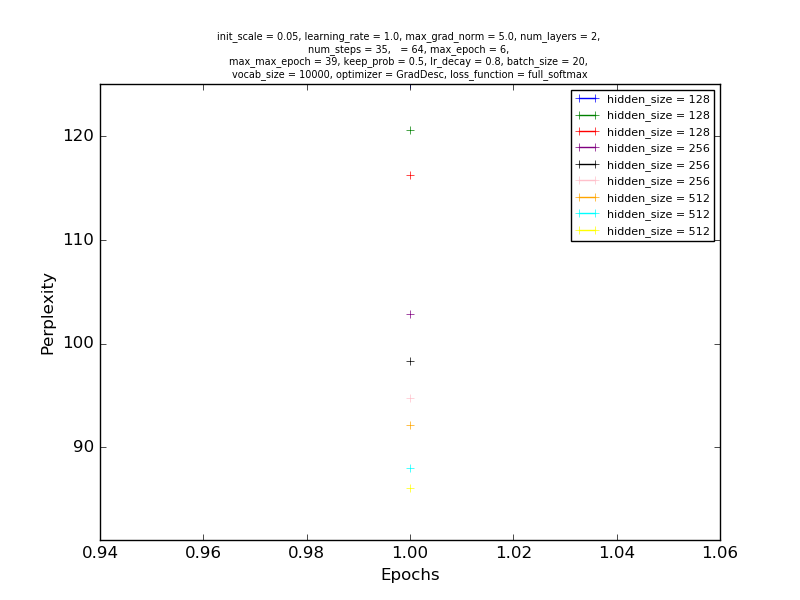 init_scale = 0.05, learning_rate = 1.0, max_grad_norm = 5.0, num_layers = 2,
num_steps = 35,   = 64, max_epoch = 6,
max_max_epoch = 39, keep_prob = 0.5, lr_decay = 0.8, batch_size = 20,
vocab_size = 10000, optimizer = GradDesc, loss_function = full_softmax
hidden_size = 128
hidden_size = 128
hidden_size = 128
hidden_size = 256
hidden_size = 256
hidden_size = 256
hidden_size = 512
hidden_size = 512
hidden_size = 512
120
110
100
90
Perplexity
0.94 0.96 0.98 1.00 1.02 1.04 1.06
Epochs